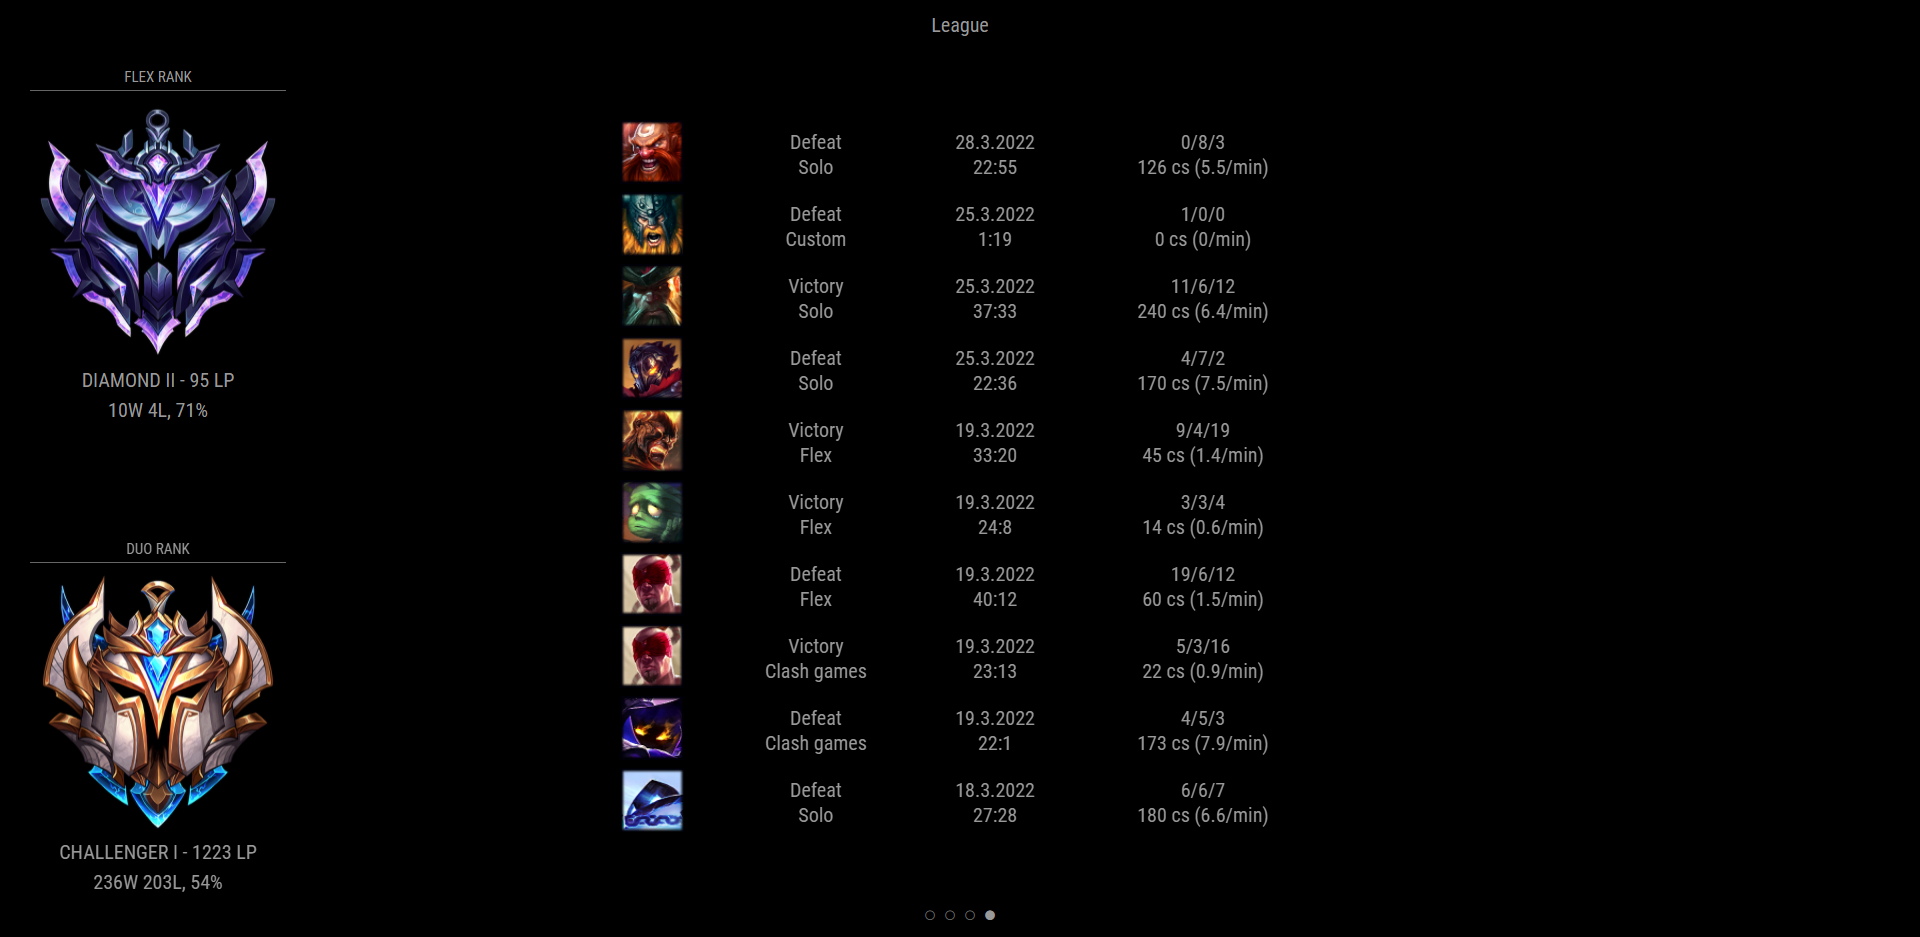 League
FLEX RANK
DIAMOND II - 95 LP
10W 4L, 71%
DUO RANK
CHALLENGER I - 1223 LP
236W 203L, 54%
Defeat 28.3.2022 0/8/3
Solo 22:55 126 cs (5.5/min)
Defeat 25.3.2022 1/0/0
Custom 1:19 0 cs (0/min)
Victory 25.3.2022 11/6/12
Solo 37:33 240 cs (6.4/min)
Defeat 25.3.2022 4/7/2
Solo 22:36 170 cs (7.5/min)
Victory 19.3.2022 9/4/19
Flex 33:20 45 cs (1.4/min)
Victory 19.3.2022 3/3/4
Flex 24:8 14 cs (0.6/min)
Defeat 19.3.2022 19/6/12
Flex 40:12 60 cs (1.5/min)
Victory 19.3.2022 5/3/16
Clash games 23:13 22 cs (0.9/min)
Defeat 19.3.2022 4/5/3
Clash games 22:1 173 cs (7.9/min)
Defeat 18.3.2022 6/6/7
Solo 27:28 180 cs (6.6/min)